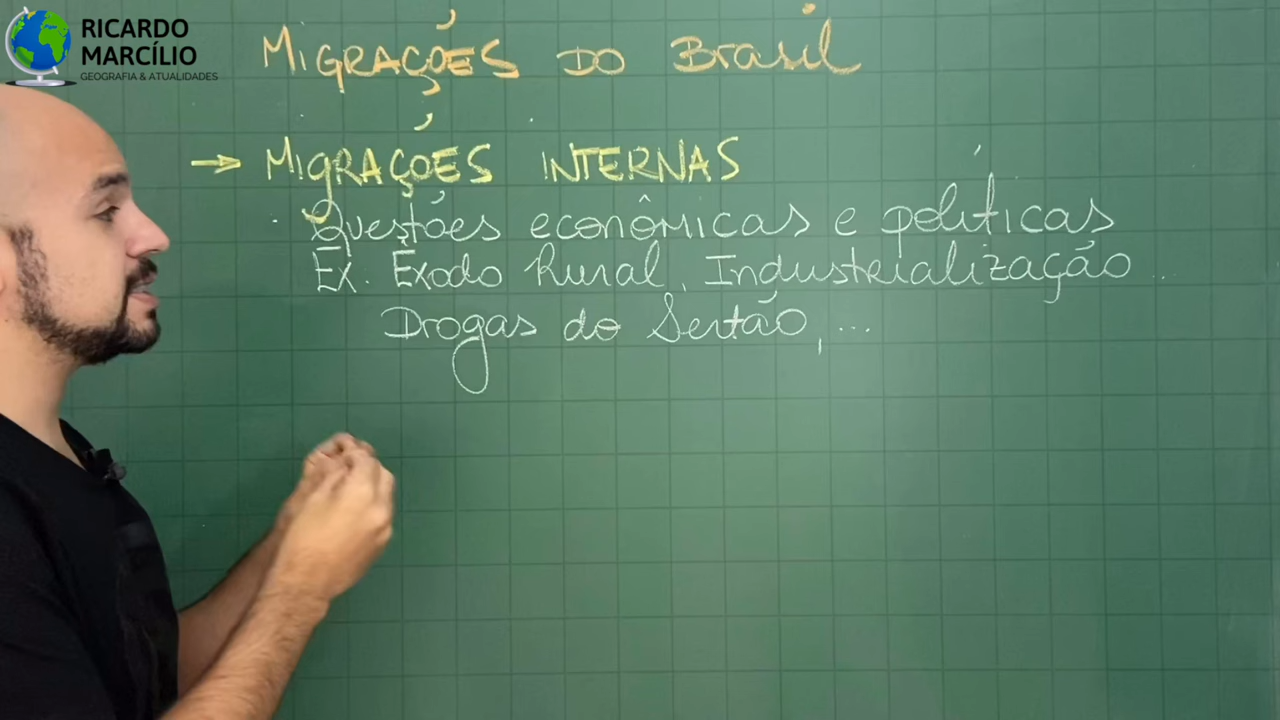 RICARDO
MARCÍLIO
GEOGRAFIA & ATUALIDADES
MIGRAÇÕES DO Brasil
→ MIGRAÇÕES INTERNAS
· Questões econômicas e políticas
Ex. Êxodo Rural, Industrialização
Drogas do Sertão, ...